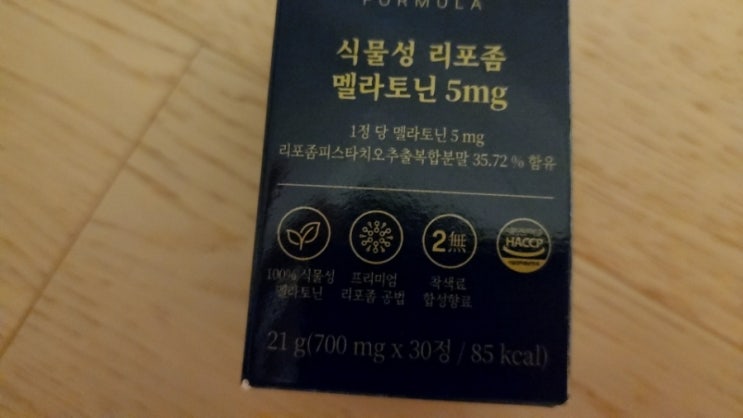 FORMULA
식물성 리포좀
멜라토닌 5mg
1정 당 멜라토닌 5 mg
리포좀피스타치오추출복합분말 35.72 % 함유
2無
HACCP
100% 식물성
멜라토닌
프리미엄
리포좀 공법
착색료
합성향료
21 g(700 mg x 30정 / 85 kcal)